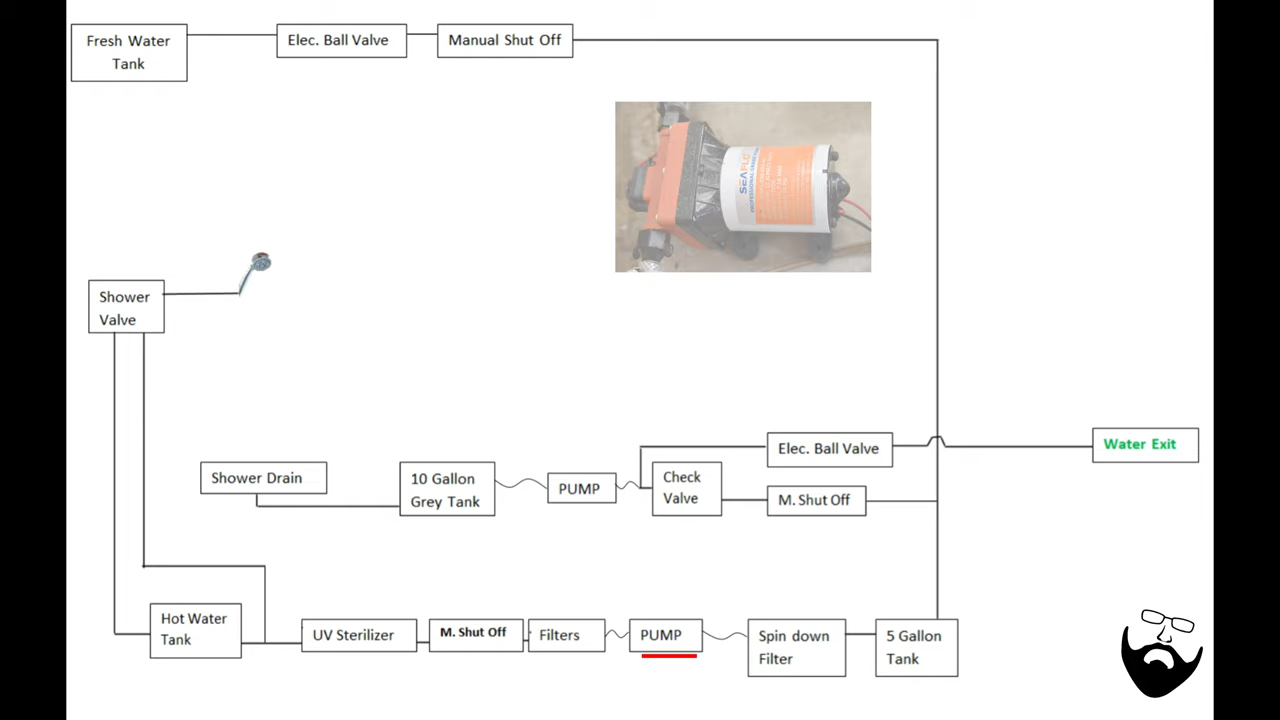 Fresh Water
Tank
Elec. Ball Valve
Manual Shut Off
SEAFLO
Shower
Valve
Elec. Ball Valve
Water Exit
Shower Drain
10 Gallon
Grey Tank
PUMP
Check
Valve
M. Shut Off
Hot Water
Tank
UV Sterilizer
M. Shut Off
Filters
PUMP
Spin down
Filter
5 Gallon
Tank